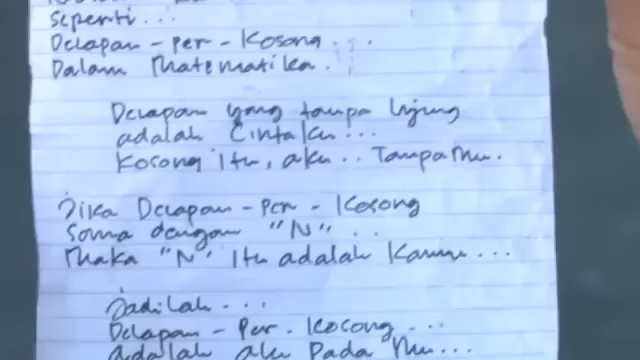 seperti...
Delapan-per-Kosong...
Dalam Matematika.
Delapan yang tanpa Ujung
adalah Cintaku...
Kosong itu, aku.. TanpaMu.
Jika Delapan-Per-Kosong
Sama dengan "N"...
Maka "N" Itu adalah Kamu...
Jadilah...
Delapan-Per-Kosong...
Adalah aku Pada Mu...